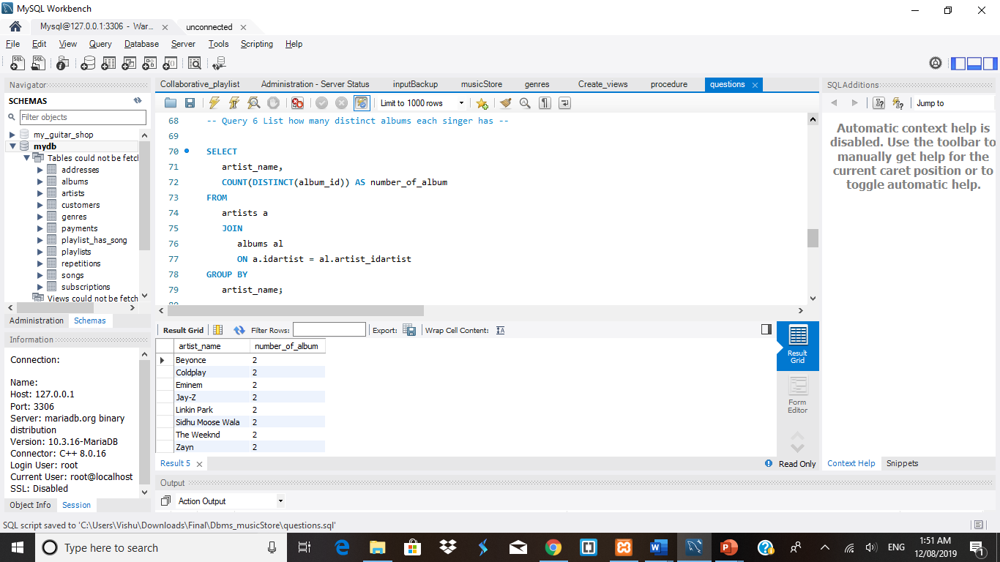 MySQL Workbench
Mysql@127.0.0.1:3306 - War... unconnected
File Edit View Query Database Server Tools Scripting Help
Navigator
SCHEMAS
Filter objects
my_guitar_shop
mydb
Tables could not be fetch
addresses
albums
artists
customers
genres
payments
playlist_has_song
playlists
repetitions
songs
subscriptions
Views could not be fetch
Administration Schemas
Information
Connection:
Name:
Host: 127.0.0.1
Port: 3306
Server: mariadb.org binary
distribution
Version: 10.3.16-MariaDB
Connector: C++ 8.0.16
Login User: root
Current User: root@localhost
SSL: Disabled
Object Info Session
Collaborative_playlist Administration - Server Status inputBackup musicStore genres Create_views procedure questions
Limit to 1000 rows
68 -- Query 6 List how many distinct albums each singer has --
69
70 SELECT
71 artist_name,
72 COUNT(DISTINCT(album_id)) AS number_of_album
73 FROM
74 artists a
75 JOIN
76 albums al
77 ON a.idartist = al.artist_idartist
78 GROUP BY
79 artist_name;
80
Result Grid Filter Rows: Export: Wrap Cell Content:
artist_name number_of_album
Beyonce 2
Coldplay 2
Eminem 2
Jay-Z 2
Linkin Park 2
Sidhu Moose Wala 2
The Weeknd 2
Zayn 2
Result Grid
Form Editor
Result 5 Read Only
Output
Action Output
SQLAdditions
Jump to
Automatic context help is
disabled. Use the toolbar to
manually get help for the
current caret position or to
toggle automatic help.
Context Help Snippets
SQL script saved to 'C:\Users\Vishu\Downloads\Final\Dbms_musicStore\questions.sql'
Type here to search
ENG
1:51 AM
12/08/2019
1